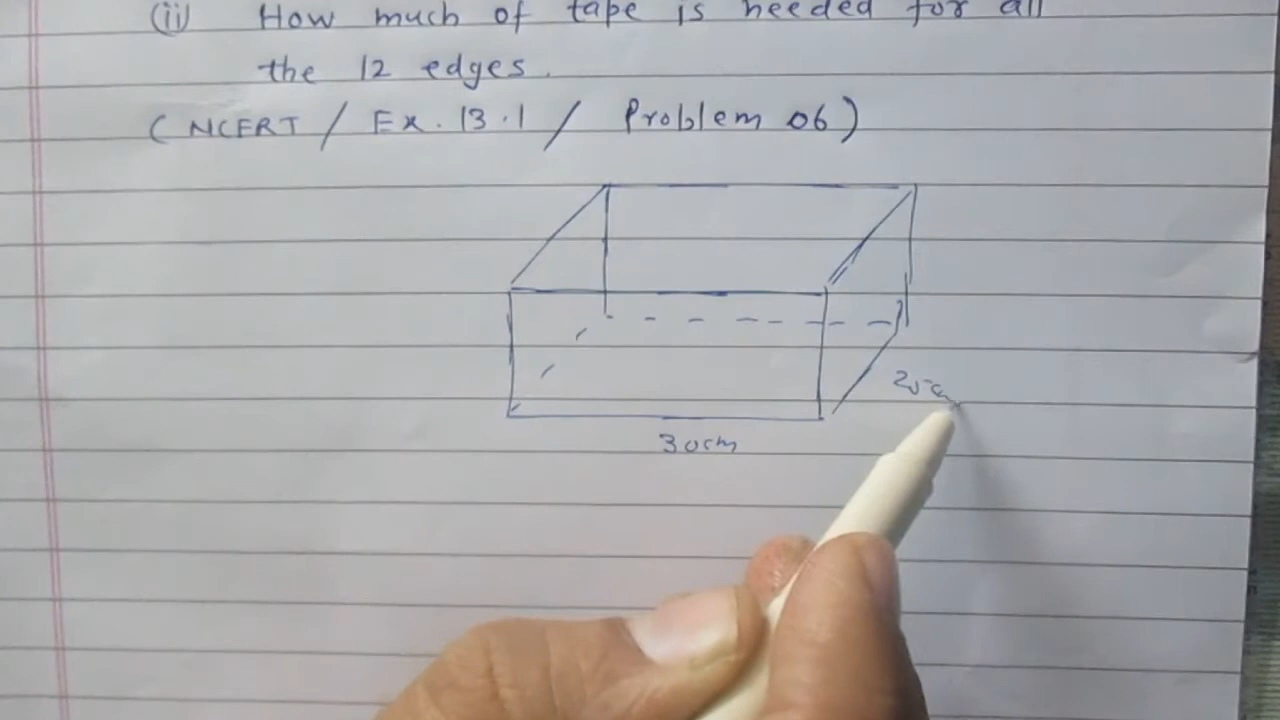 (ii) How much of tape is needed for all
the 12 edges.
(NCERT / Ex. 13.1 / Problem 06)
30cm